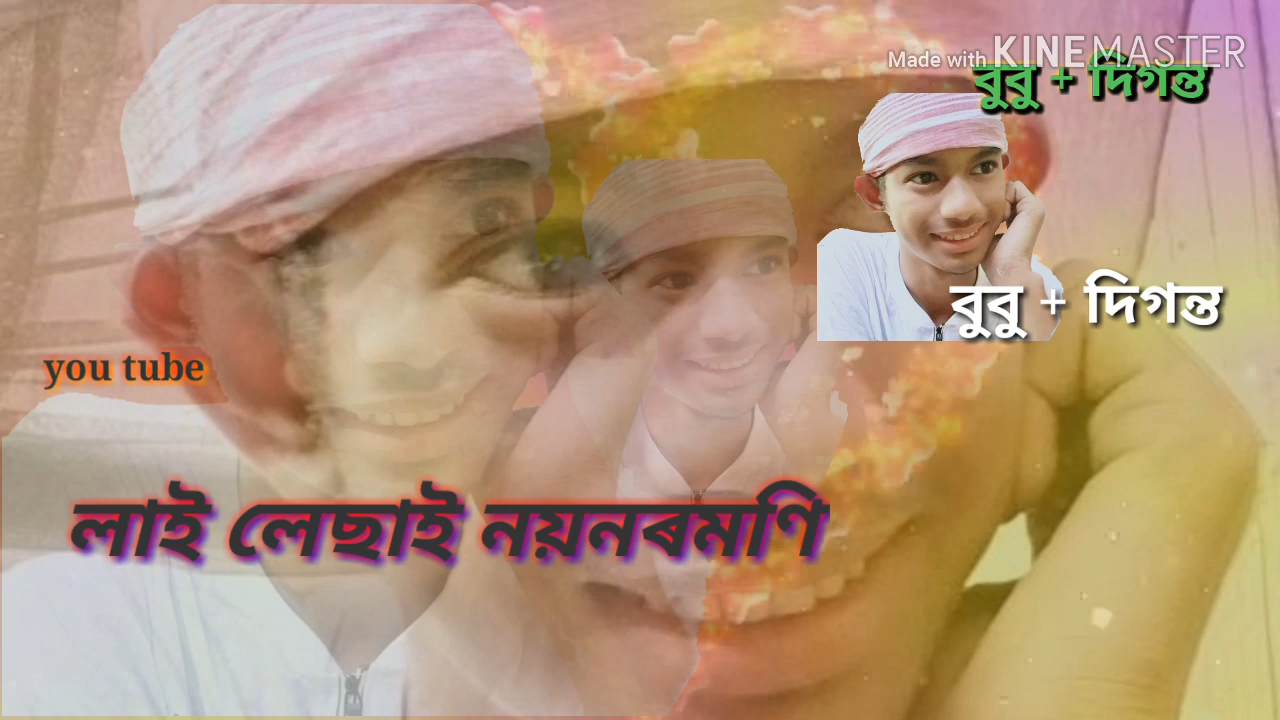 Made with KINEMASTER
বুবু + দিগন্ত
বুবু + দিগন্ত
you tube
লাই লেছাই নয়নৰমণি